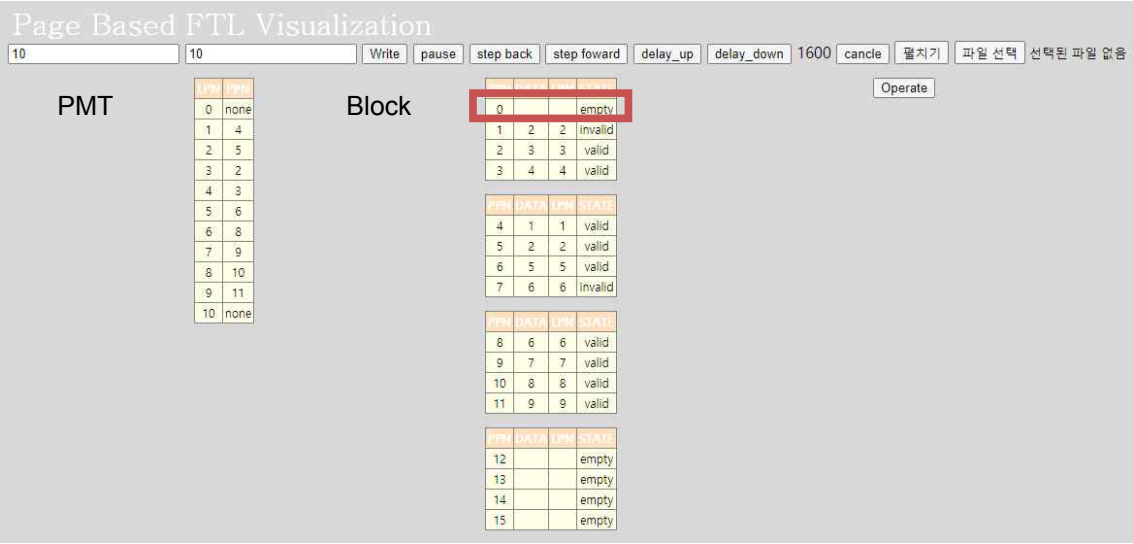 Page Based FTL Visualization
10 10 Write pause step back step foward delay_up delay_down 1600 cancle 펼치기 파일 선택 선택된 파일 없음
Operate
PMT
LPN PPN
0 none
1 4
2 5
3 2
4 3
5 6
6 8
7 9
8 10
9 11
10 none
Block
PPN DATA LPN STATE
0 empty
1 2 2 invalid
2 3 3 valid
3 4 4 valid
PPN DATA LPN STATE
4 1 1 valid
5 2 2 valid
6 5 5 valid
7 6 6 invalid
PPN DATA LPN STATE
8 6 6 valid
9 7 7 valid
10 8 8 valid
11 9 9 valid
PPN DATA LPN STATE
12 empty
13 empty
14 empty
15 empty